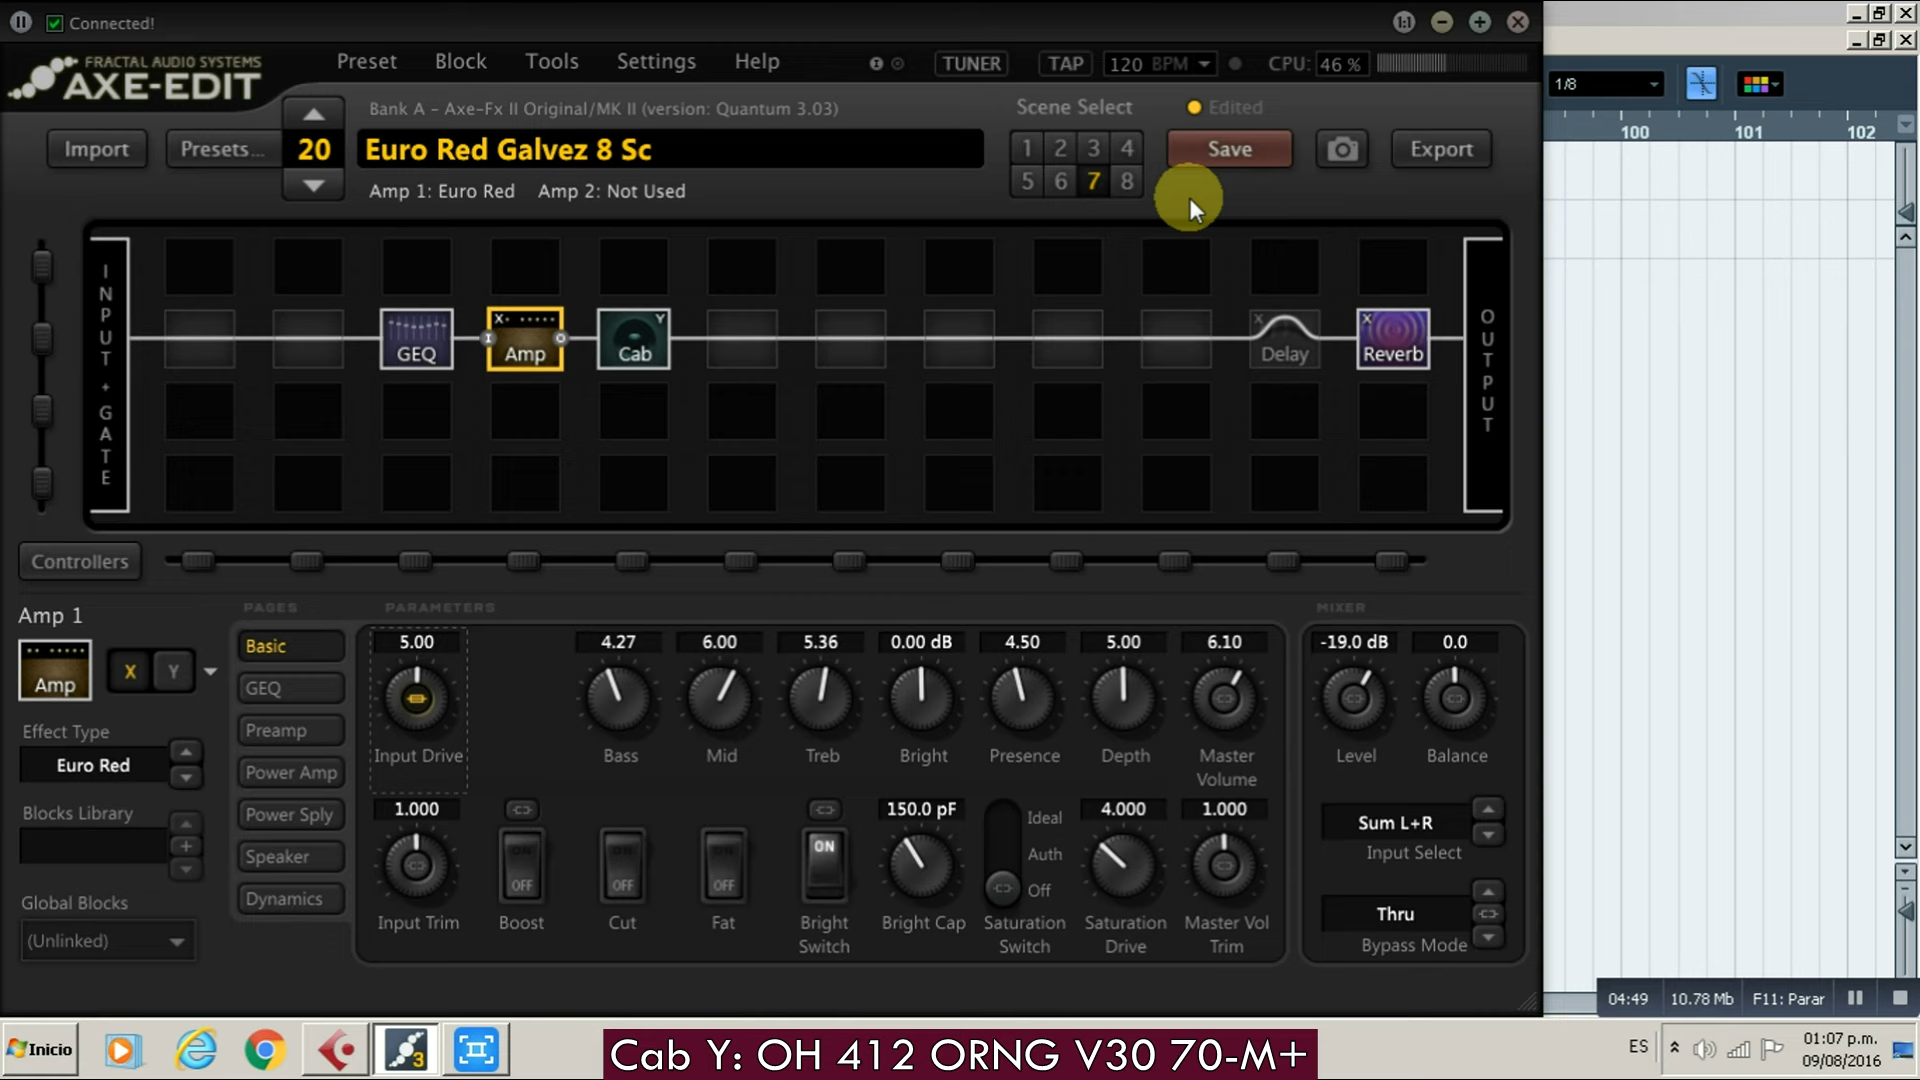 Connected!
1:1
FRACTAL AUDIO SYSTEMS
AXE-EDIT
Preset Block Tools Settings Help
TUNER TAP 120 BPM CPU: 46 %
Bank A - Axe-Fx II Original/MK II (version: Quantum 3.03)
Scene Select Edited
Import Presets... 20 Euro Red Galvez 8 Sc
1 2 3 4
5 6 7 8
Save Export
Amp 1: Euro Red Amp 2: Not Used
1/8
100 101 102
INPUT + GATE
GEQ
X Amp
Y Cab
X Delay
X Reverb
OUTPUT
Controllers
Amp 1
Amp
X Y
Effect Type
Euro Red
Blocks Library
Global Blocks
(Unlinked)
PAGES
Basic
GEQ
Preamp
Power Amp
Power Sply
Speaker
Dynamics
PARAMETERS
5.00 4.27 6.00 5.36 0.00 dB 4.50 5.00 6.10
Input Drive Bass Mid Treb Bright Presence Depth Master Volume
1.000 150.0 pF 4.000 1.000
ON OFF ON OFF ON OFF ON
Ideal
Auth
Off
Input Trim Boost Cut Fat Bright Switch Bright Cap Saturation Switch Saturation Drive Master Vol Trim
MIXER
-19.0 dB 0.0
Level Balance
Sum L+R
Input Select
Thru
Bypass Mode
04:49 10.78 Mb F11: Parar
Inicio
3
Cab Y: OH 412 ORNG V30 70-M+
ES
01:07 p.m.
09/08/2016